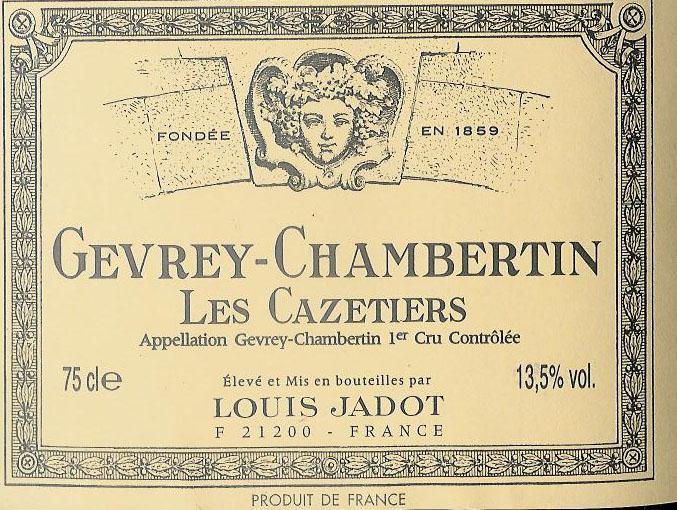 FONDÉE EN 1859
GEVREY-CHAMBERTIN
LES CAZETIERS
Appellation Gevrey-Chambertin 1er Cru Contrôlée
75 cl e
Élevé et Mis en bouteilles par
13,5% vol.
LOUIS JADOT
F 21200 - FRANCE
PRODUIT DE FRANCE